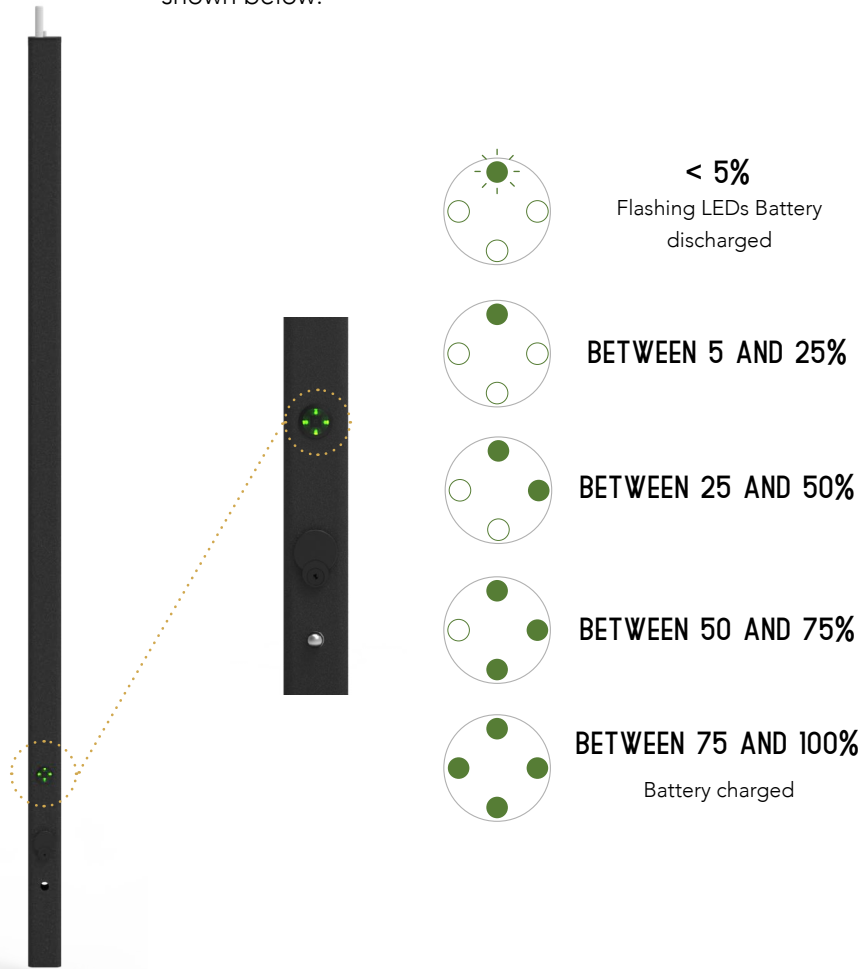 shown below:
< 5%
Flashing LEDs Battery
discharged
BETWEEN 5 AND 25%
BETWEEN 25 AND 50%
BETWEEN 50 AND 75%
BETWEEN 75 AND 100%
Battery charged